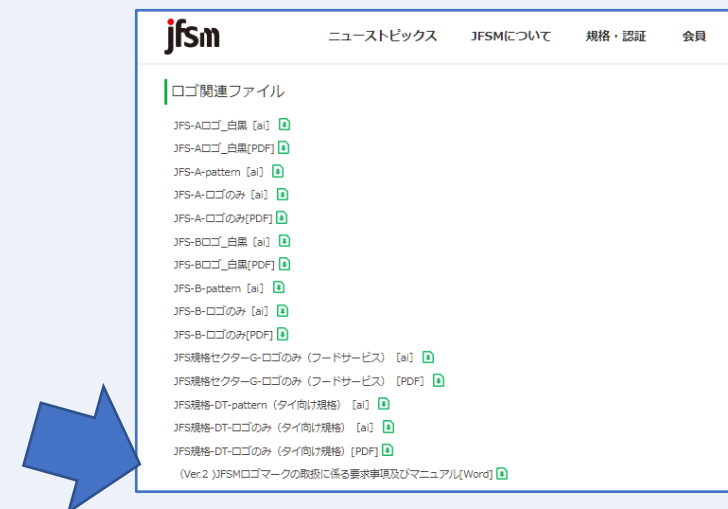 jfsm
ニューストピックス JFSMについて 規格・認証 会員
ロゴ関連ファイル
JFS-Aロゴ_白黒［ai］
JFS-Aロゴ_白黒[PDF]
JFS-A-pattern［ai］
JFS-A-ロゴのみ［ai］
JFS-A-ロゴのみ[PDF]
JFS-Bロゴ_白黒［ai］
JFS-Bロゴ_白黒[PDF]
JFS-B-pattern［ai］
JFS-B-ロゴのみ［ai］
JFS-B-ロゴのみ[PDF]
JFS規格セクターG-ロゴのみ（フードサービス）［ai］
JFS規格セクターG-ロゴのみ（フードサービス）［PDF］
JFS規格-DT-pattern（タイ向け規格）［ai］
JFS規格-DT-ロゴのみ（タイ向け規格）［ai］
JFS規格-DT-ロゴのみ（タイ向け規格）[PDF]
（Ver.2 )JFSMロゴマークの取扱に係る要求事項及びマニュアル[Word]